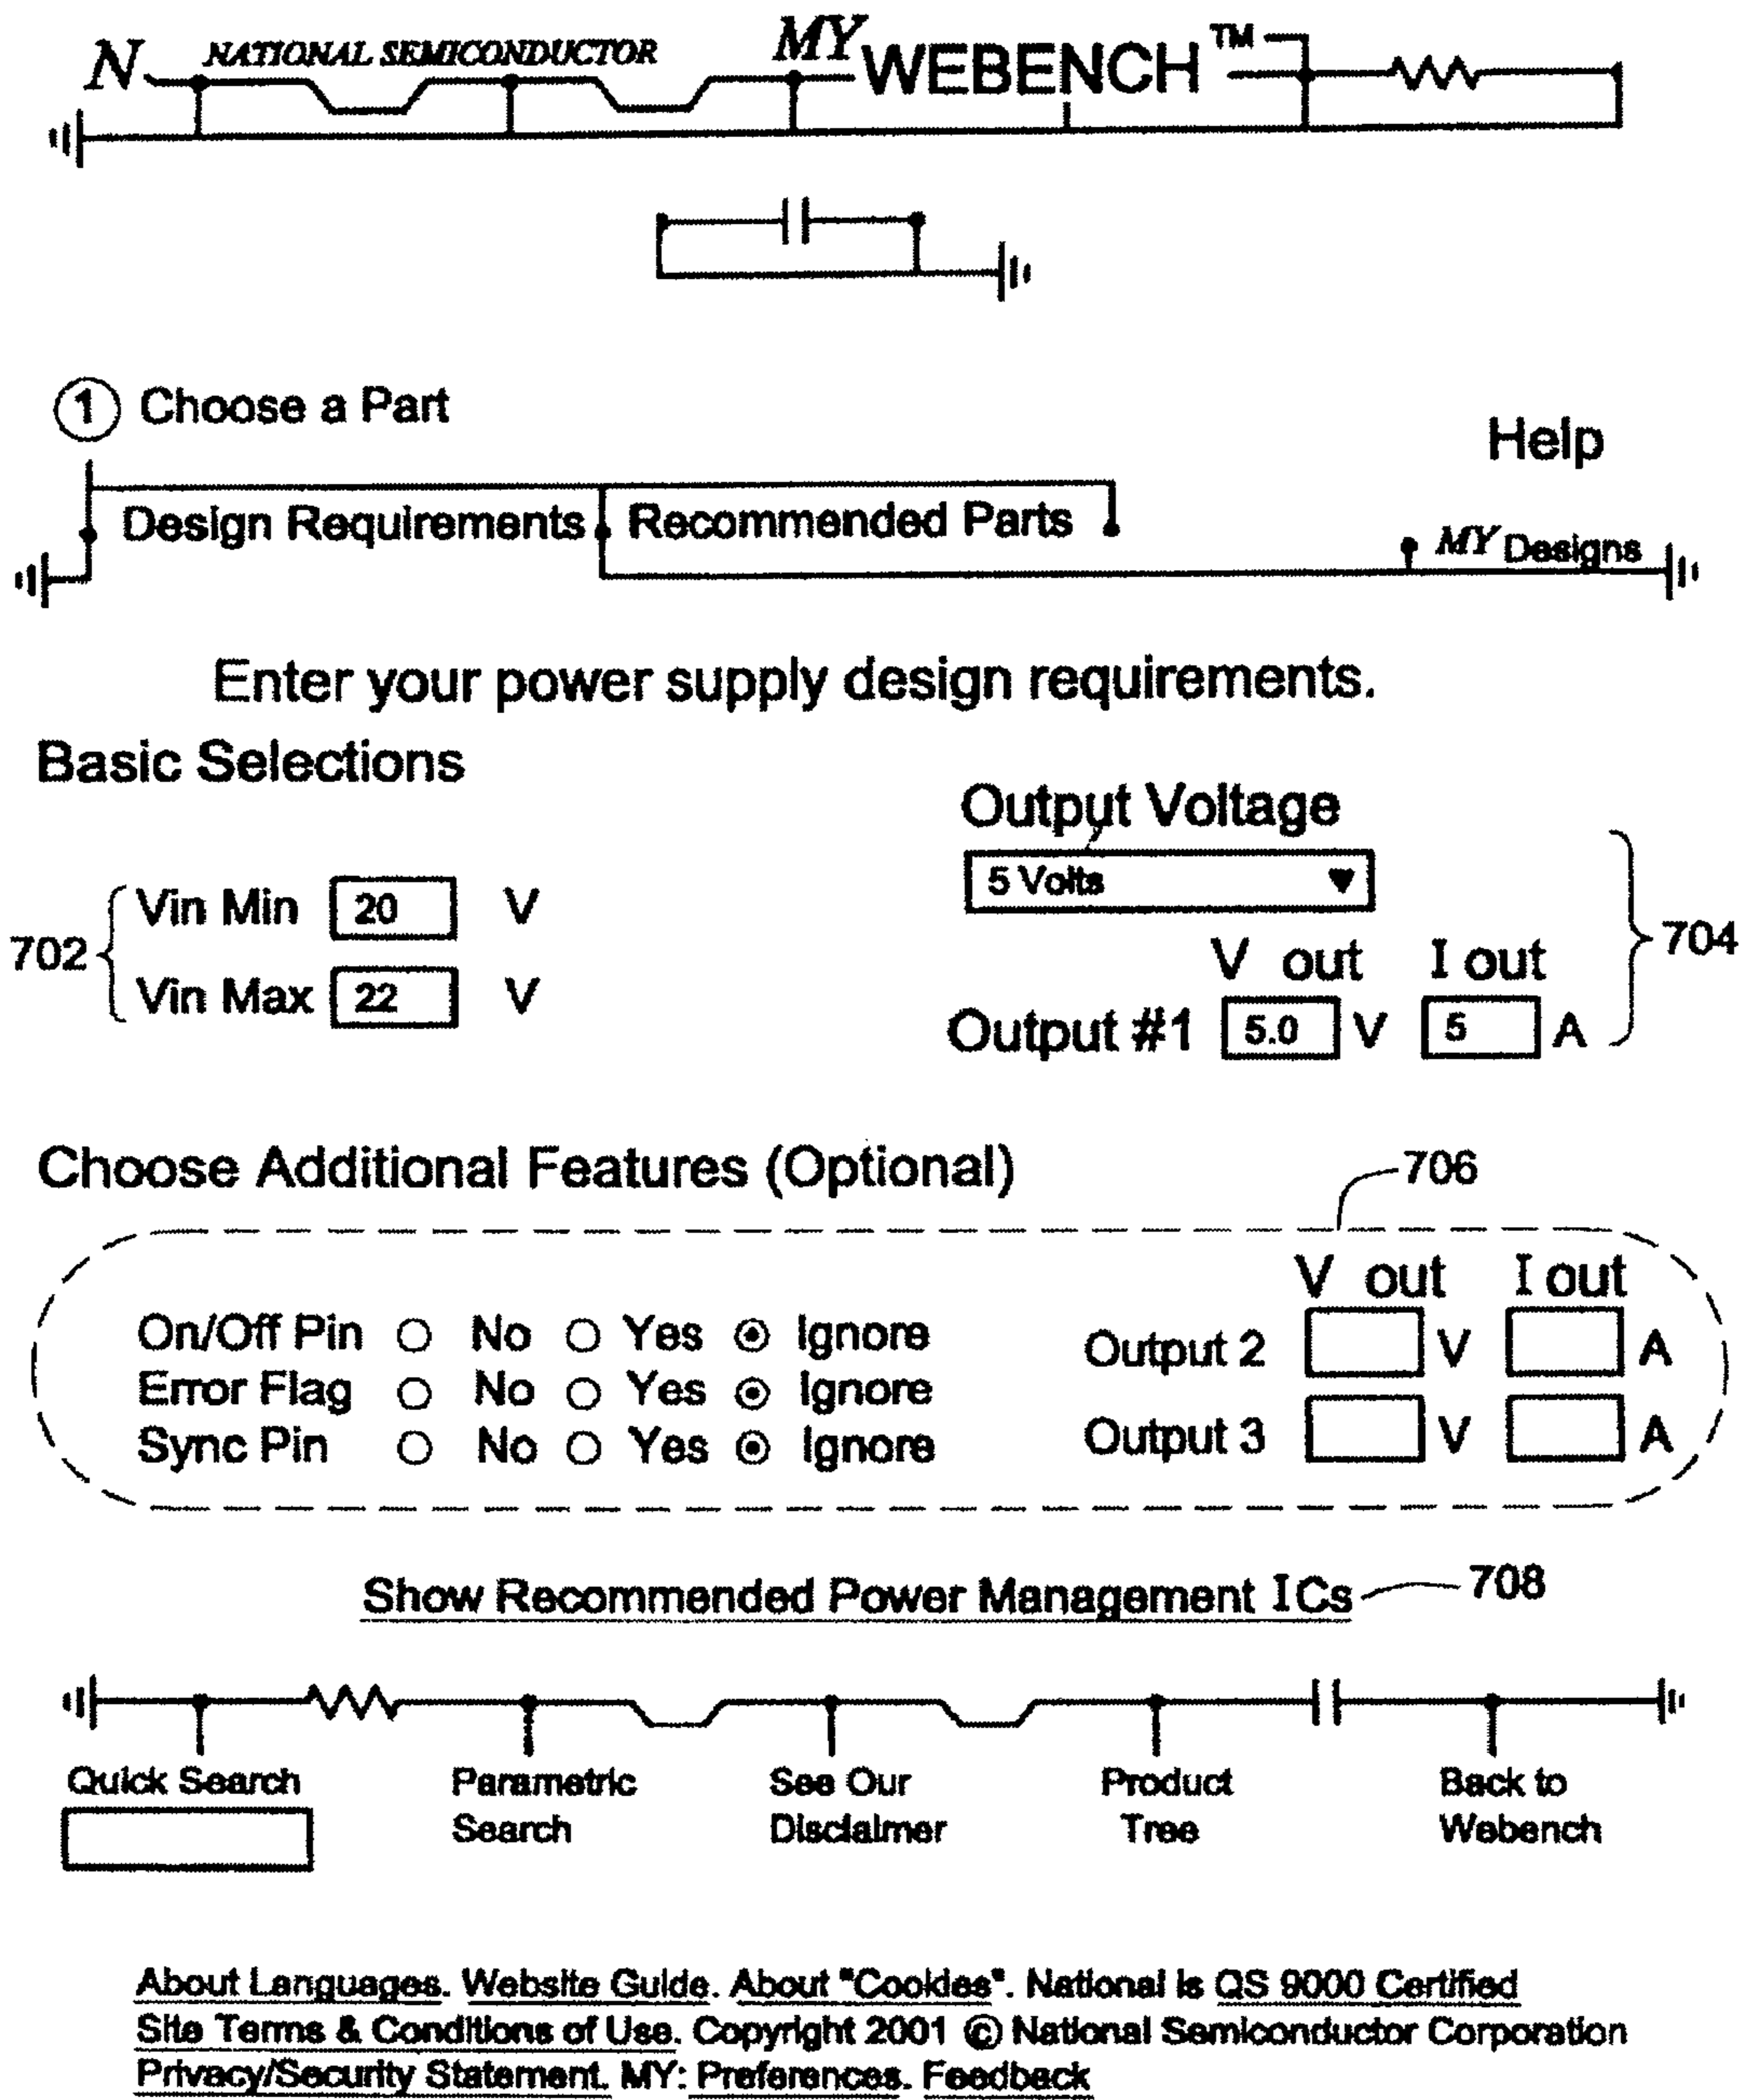 N NATIONAL SEMICONDUCTOR MY WEBENCH™
1 Choose a Part
Help
Design Requirements Recommended Parts
MY Designs
Enter your power supply design requirements.
Basic Selections
Output Voltage
5 Volts
702 Vin Min 20 V
Vin Max 22 V
704
V out I out
Output #1 5.0 V 5 A
Choose Additional Features (Optional)
706
V out I out
On/Off Pin No Yes Ignore
Output 2 V A
Error Flag No Yes Ignore
Sync Pin No Yes Ignore
Output 3 V A
Show Recommended Power Management ICs 708
Quick Search
Parametric
Search
See Our
Disclaimer
Product
Tree
Back to
Webench
About Languages. Website Guide. About "Cookies". National is QS 9000 Certified
Site Terms & Conditions of Use. Copyright 2001 © National Semiconductor Corporation
Privacy/Security Statement. MY: Preferences. Feedback